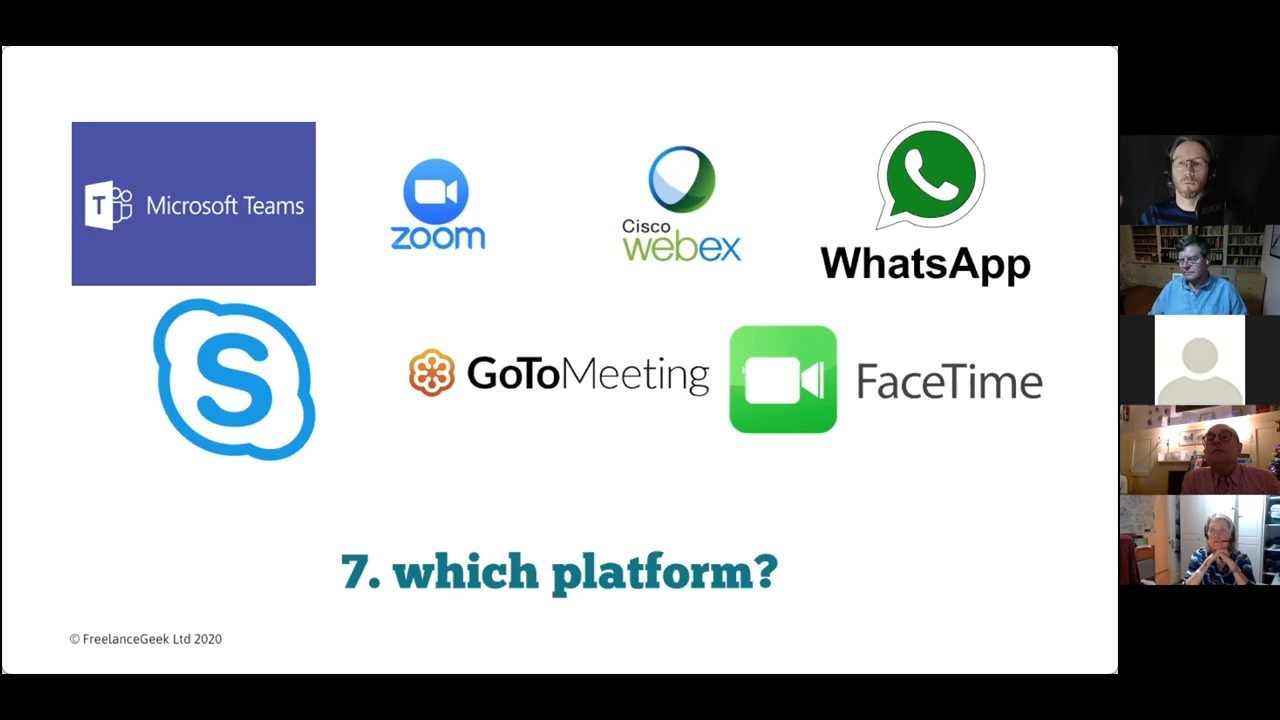 T
Microsoft Teams
zoom
Cisco
webex
WhatsApp
S
GoToMeeting
FaceTime
7. which platform?
© FreelanceGeek Ltd 2020